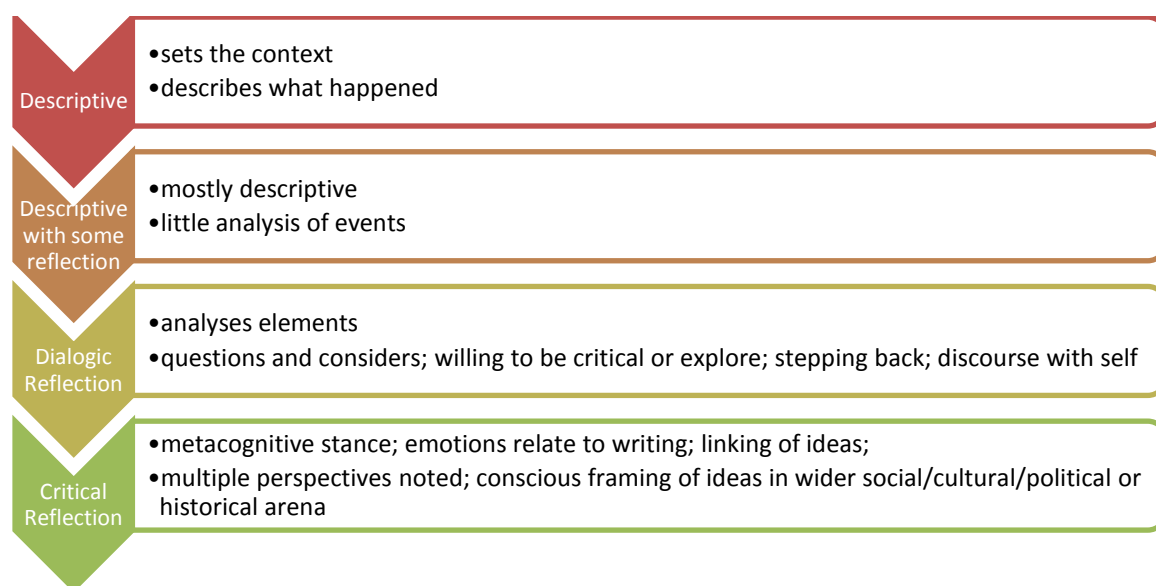 Descriptive
•sets the context
•describes what happened
Descriptive
with some
reflection
•mostly descriptive
•little analysis of events
Dialogic
Reflection
•analyses elements
•questions and considers; willing to be critical or explore; stepping back; discourse with self
Critical
Reflection
•metacognitive stance; emotions relate to writing; linking of ideas;
•multiple perspectives noted; conscious framing of ideas in wider social/cultural/political or
historical arena